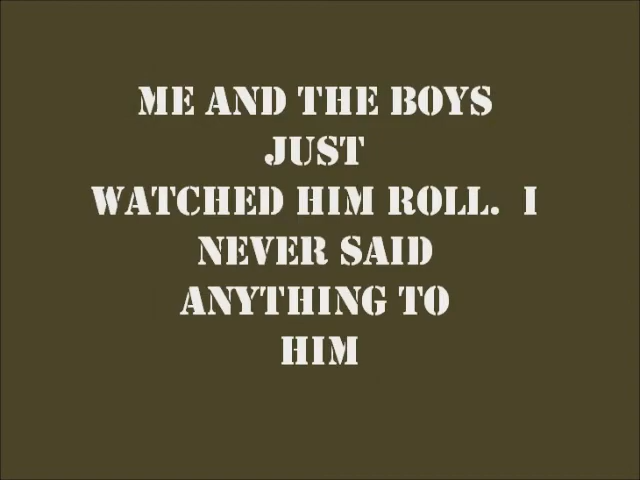 ME AND THE BOYS
JUST
WATCHED HIM ROLL.  I
NEVER SAID
ANYTHING TO
HIM